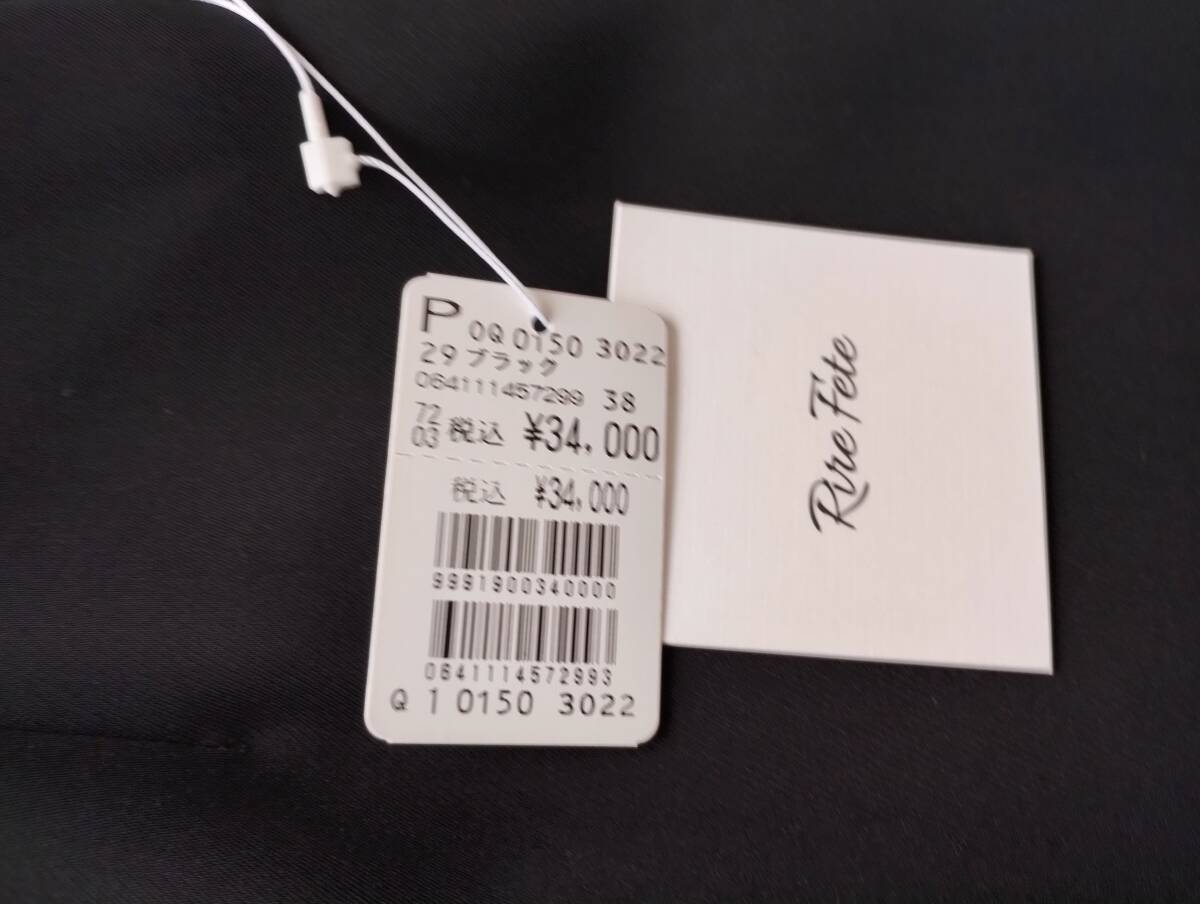 P 0Q 0150 3022
29 ブラック
064111457299 38
72
03 税込 ¥34,000
税込 ¥34,000
9991900340000
0641114572993
Q 1 0150 3022
Rire Fete